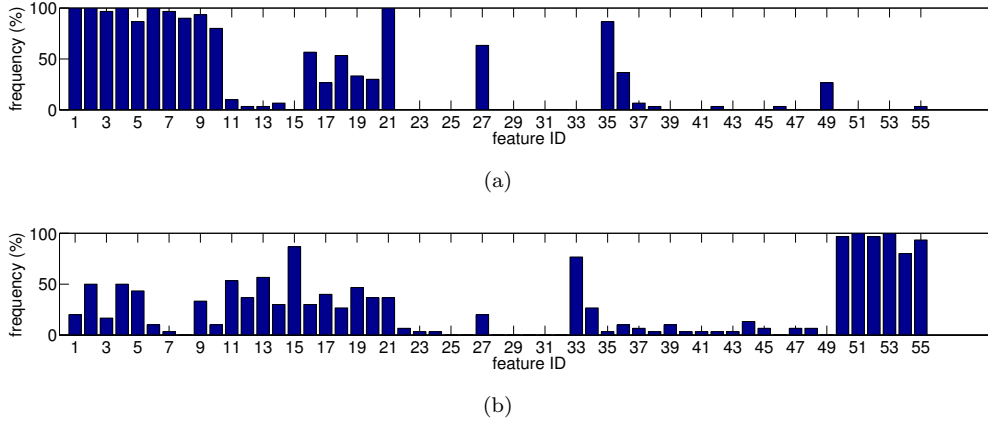 frequency (%)
100
50
0
1 3 5 7 9 11 13 15 17 19 21 23 25 27 29 31 33 35 37 39 41 43 45 47 49 51 53 55
feature ID
(a)
frequency (%)
100
50
0
1 3 5 7 9 11 13 15 17 19 21 23 25 27 29 31 33 35 37 39 41 43 45 47 49 51 53 55
feature ID
(b)